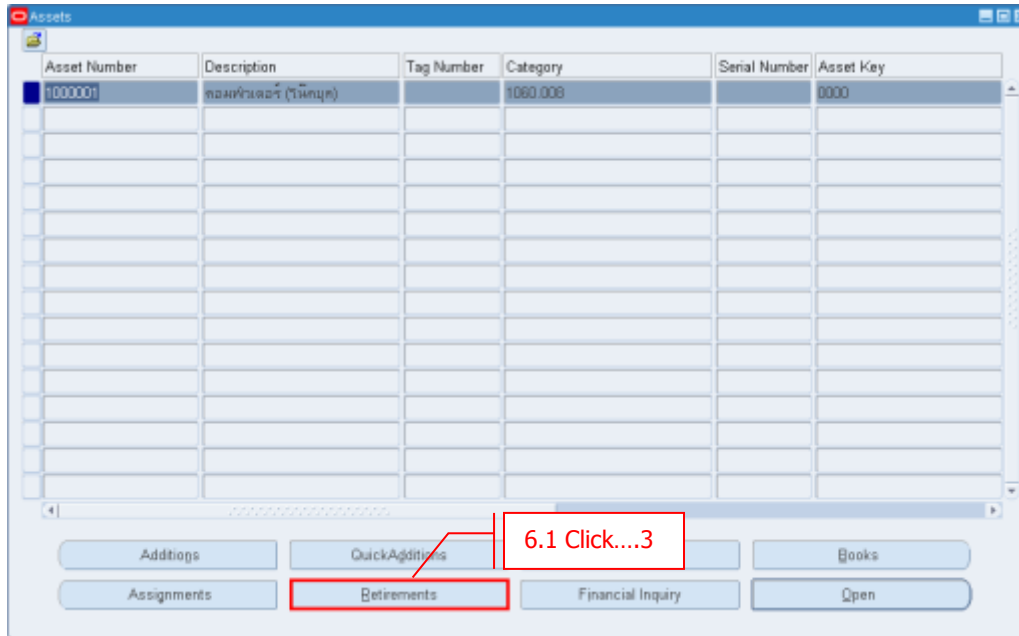 Assets
Asset Number Description Tag Number Category Serial Number Asset Key
1000001 คอมพิวเตอร์ (โน๊ตบุค) 1060.008 0000
6.1 Click....3
Additions QuickAdditions Books
Assignments Retirements Financial Inquiry Open